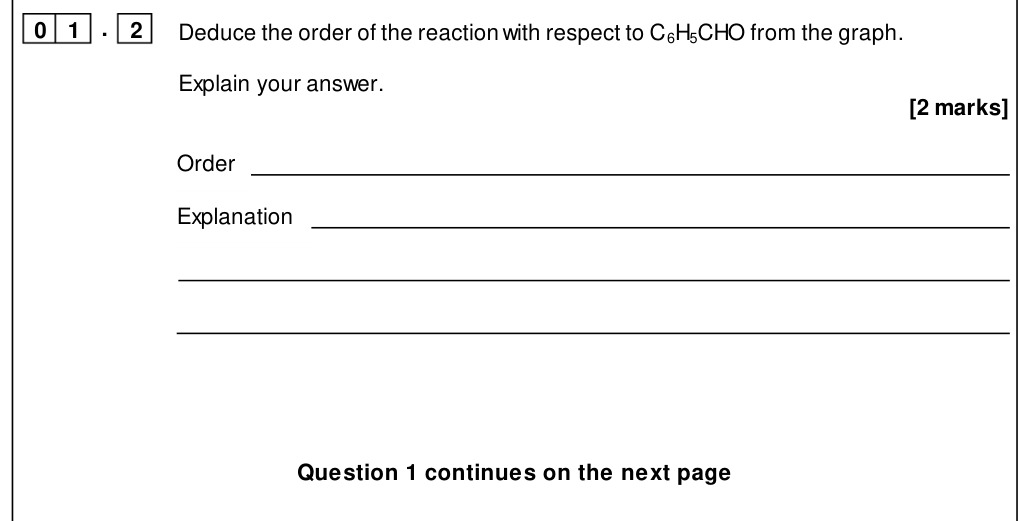 0 1 . 2 Deduce the order of the reaction with respect to C₆H₅CHO from the graph.
Explain your answer.
[2 marks]
Order
Explanation
Question 1 continues on the next page